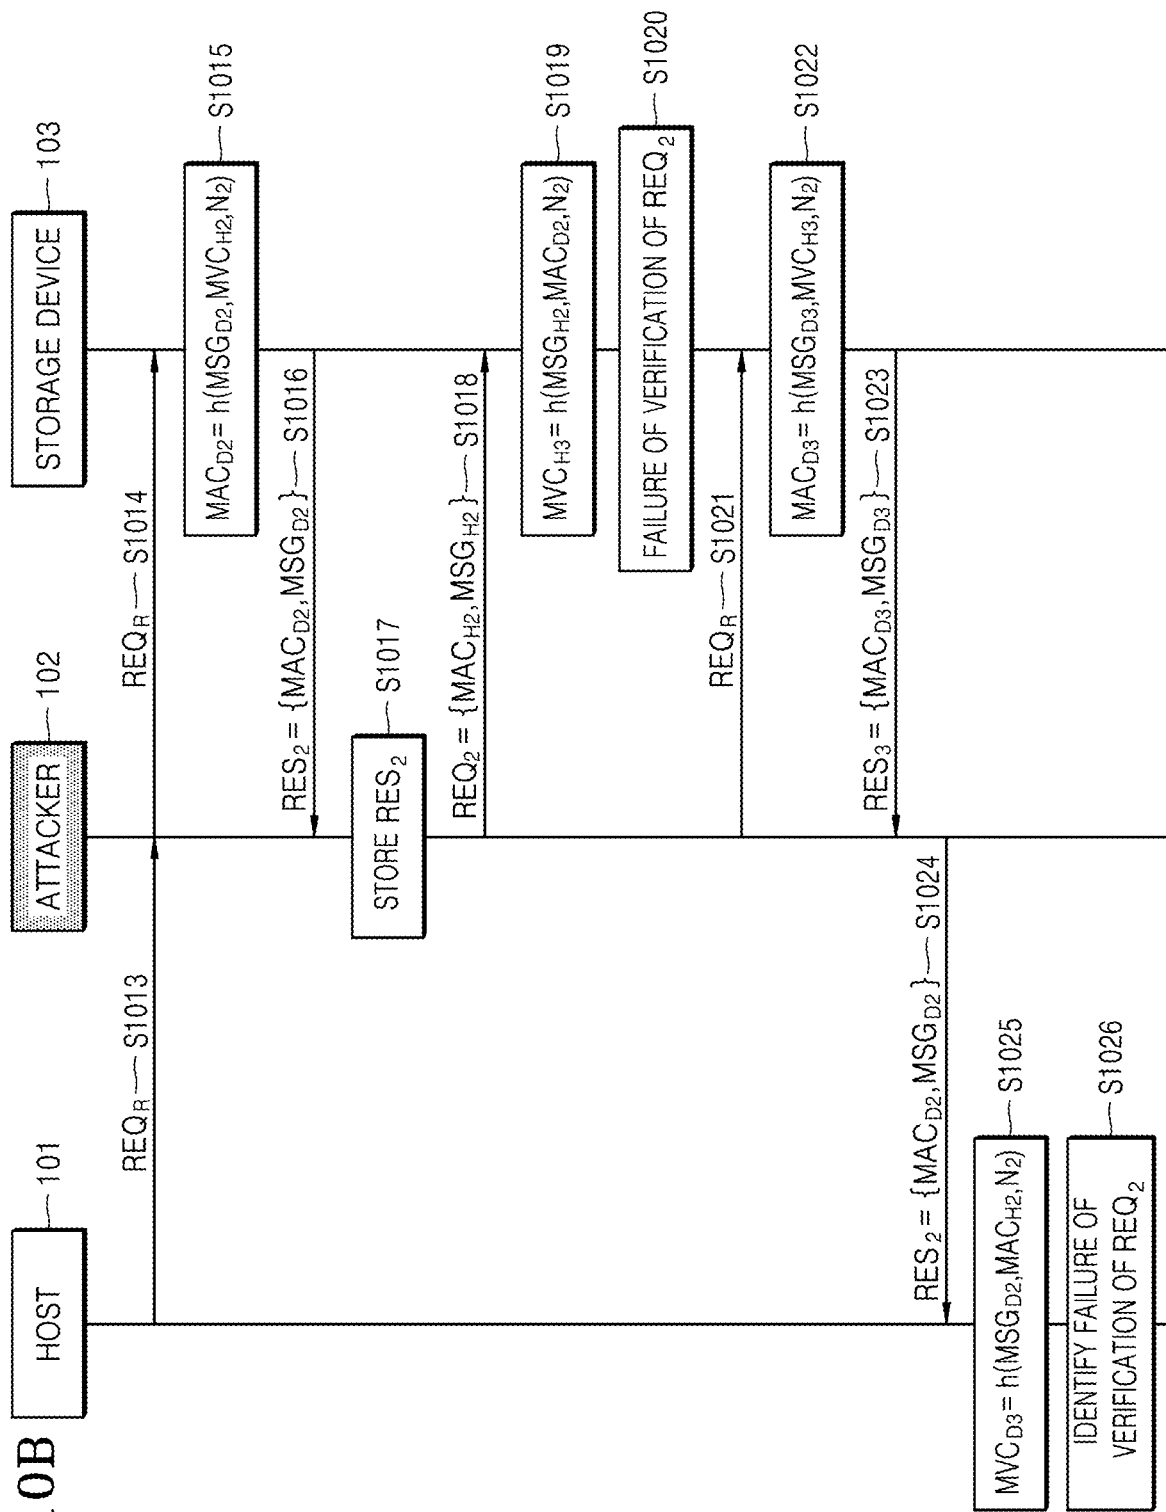 0B
HOST
101
ATTACKER
102
STORAGE DEVICE
103
REQR S1013
REQR S1014
MACD2 = h(MSGD2,MVCH2,N2)
S1015
RES2 = {MACD2,MSGD2} S1016
STORE RES2
S1017
REQ2 = {MACH2,MSGH2} S1018
MVCH3 = h(MSGH2,MACD2,N2)
S1019
FAILURE OF VERIFICATION OF REQ2
S1020
REQR S1021
MACD3 = h(MSGD3,MVCH3,N2)
S1022
RES3 = {MACD3,MSGD3} S1023
RES2 = {MACD2,MSGD2} S1024
MVCD3 = h(MSGD2,MACH2,N2)
S1025
IDENTIFY FAILURE OF
VERIFICATION OF REQ2
S1026